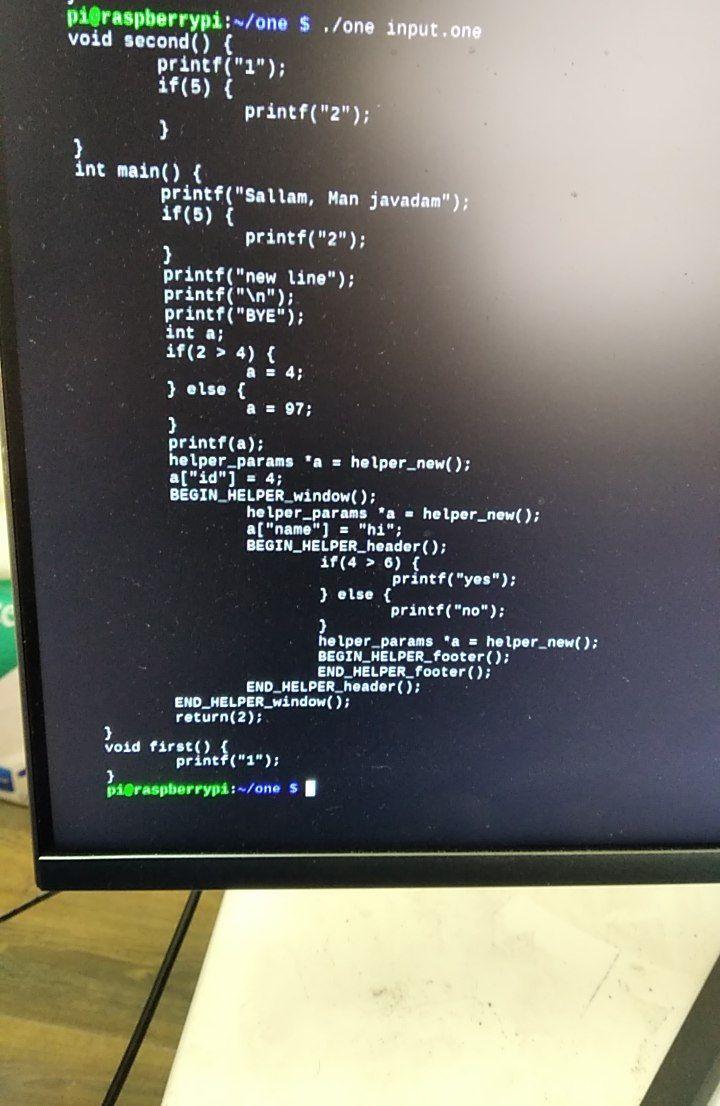 pi@raspberrypi:~/one $ ./one input.one
void second() {
        printf("1");
        if(5) {
                printf("2");
        }
}
int main() {
        printf("Sallam, Man javadam");
        if(5) {
                printf("2");
        }
        printf("new line");
        printf("\n");
        printf("BYE");
        int a;
        if(2 > 4) {
                a = 4;
        } else {
                a = 97;
        }
        printf(a);
        helper_params *a = helper_new();
        a["id"] = 4;
        BEGIN_HELPER_window();
                helper_params *a = helper_new();
                a["name"] = "hi";
                BEGIN_HELPER_header();
                        if(4 > 6) {
                                printf("yes");
                        } else {
                                printf("no");
                        }
                        helper_params *a = helper_new();
                        BEGIN_HELPER_footer();
                        END_HELPER_footer();
                END_HELPER_header();
        END_HELPER_window();
        return(2);
}
void first() {
        printf("1");
}
pi@raspberrypi:~/one $